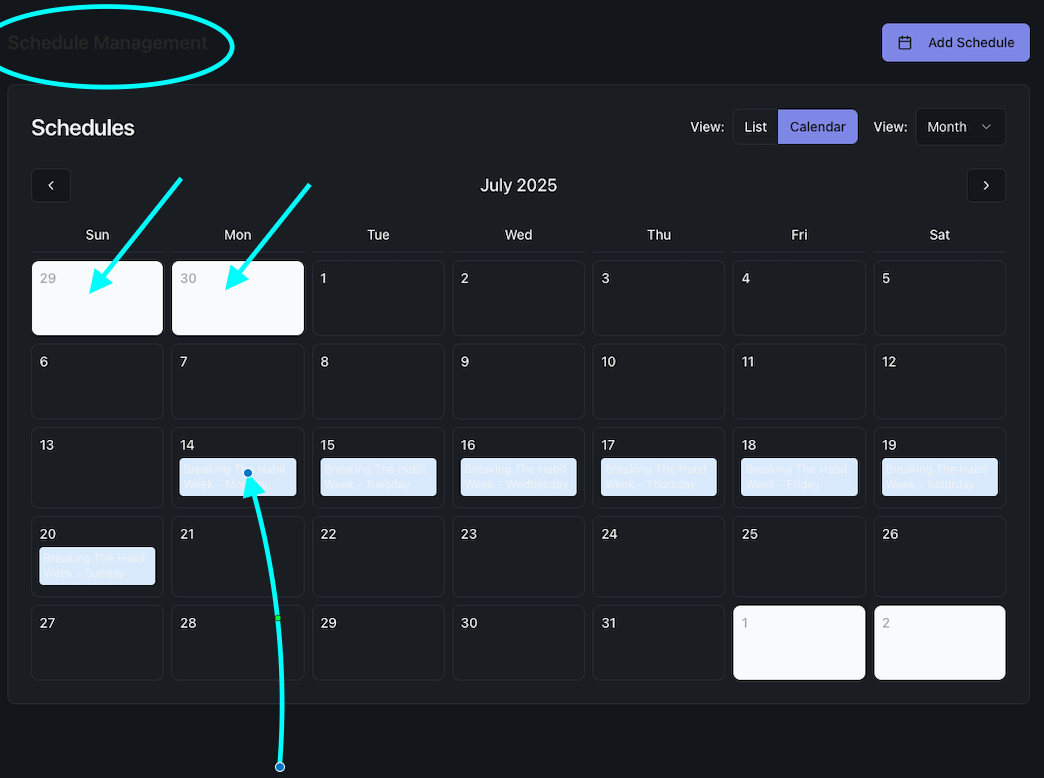 Schedule Management
Add Schedule
Schedules
View:
List
Calendar
View:
Month
July 2025
Sun
Mon
Tue
Wed
Thu
Fri
Sat
29
30
1
2
3
4
5
6
7
8
9
10
11
12
13
14
15
16
17
18
19
Breaking The Habit
Week - Mo
Breaking The Habit
Week - Tuesday
Breaking The Habit
Week - Wednesday
Breaking The Habit
Week - Thursday
Breaking The Habit
Week - Friday
Breaking The Habit
Week - Saturday
20
21
22
23
24
25
26
Breaking The Habit
Week - Sunday
27
28
29
30
31
1
2